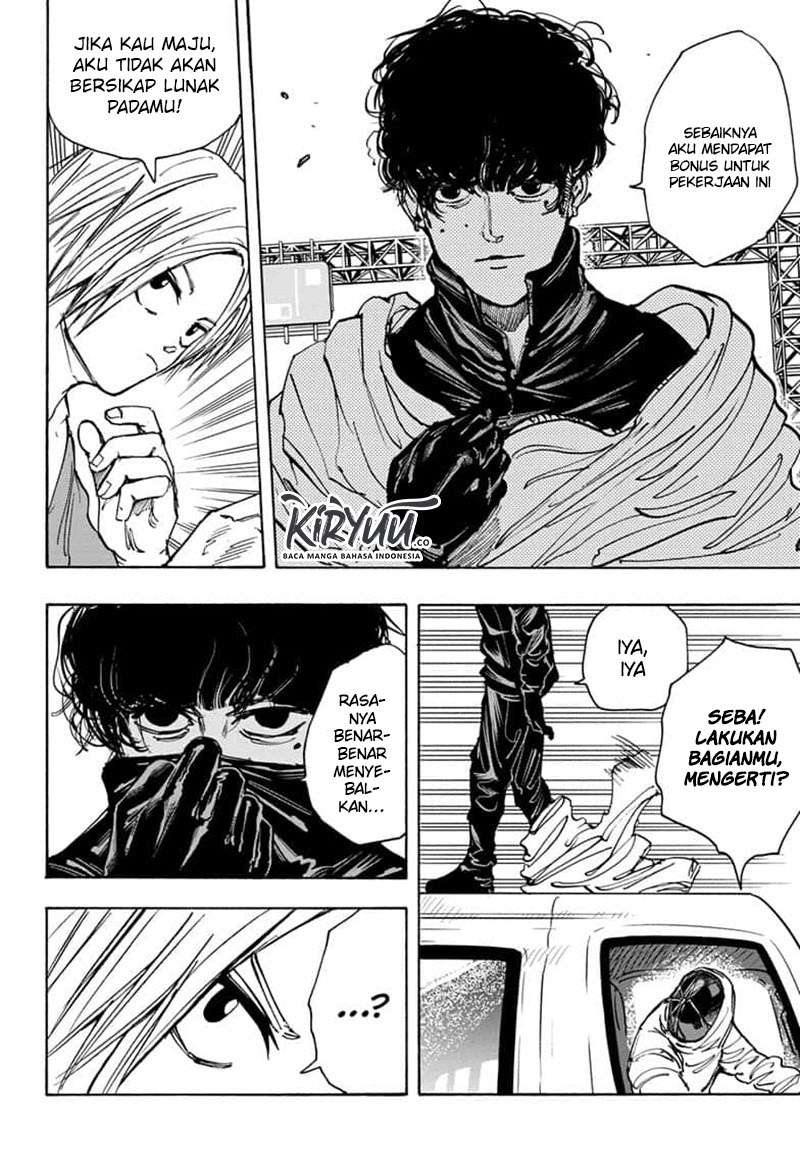 SEBAIKNYA
AKU MENDAPAT
BONUS UNTUK
PEKERJAAN INI
JIKA KAU MAJU,
AKU TIDAK AKAN
BERSIKAP LUNAK
PADAMU!
KIRYUU.CO
BACA MANGA BAHASA INDONESIA
SEBA!
LAKUKAN
BAGIANMU,
MENGERTI?
IYA,
IYA
RASA-
NYA
BENAR-
BENAR
MENYE-
BAL-
KAN...
...?